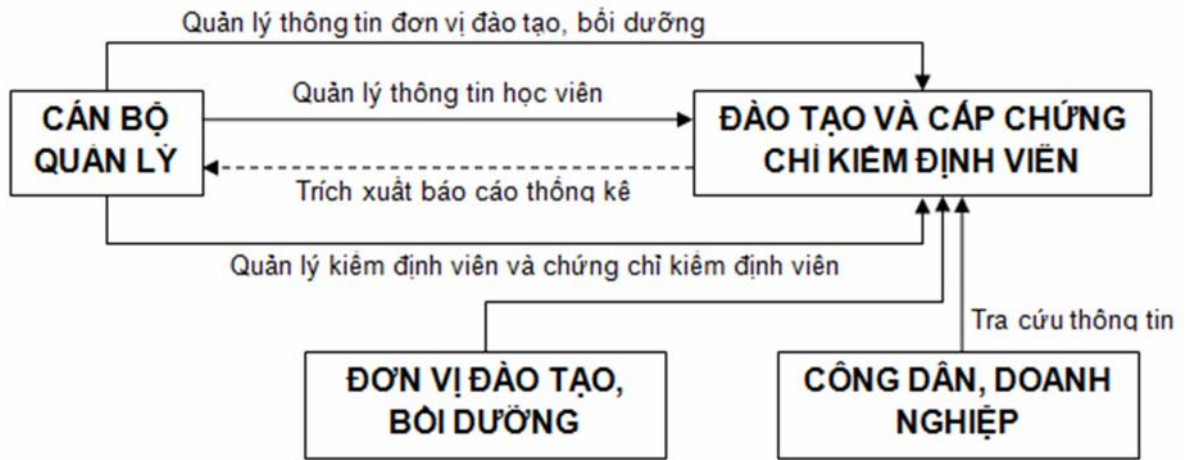 Quản lý thông tin đơn vị đào tạo, bồi dưỡng
Quản lý thông tin học viên
CÁN BỘ
QUẢN LÝ
ĐÀO TẠO VÀ CẤP CHỨNG
CHỈ KIỂM ĐỊNH VIÊN
Trích xuất báo cáo thống kê
Quản lý kiểm định viên và chứng chỉ kiểm định viên
Tra cứu thông tin
ĐƠN VỊ ĐÀO TẠO,
BỒI DƯỠNG
CÔNG DÂN, DOANH
NGHIỆP